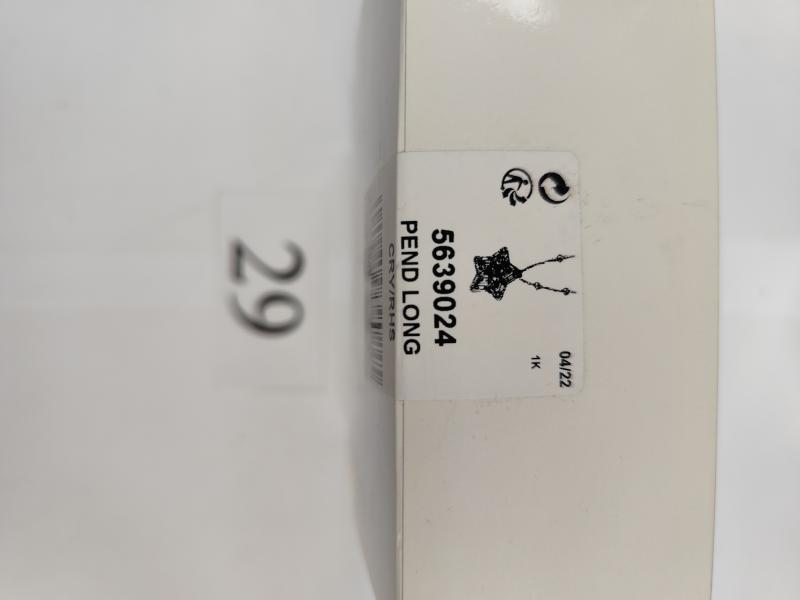 04/22
1K
5639024
PEND LONG
CRY/RHS
29